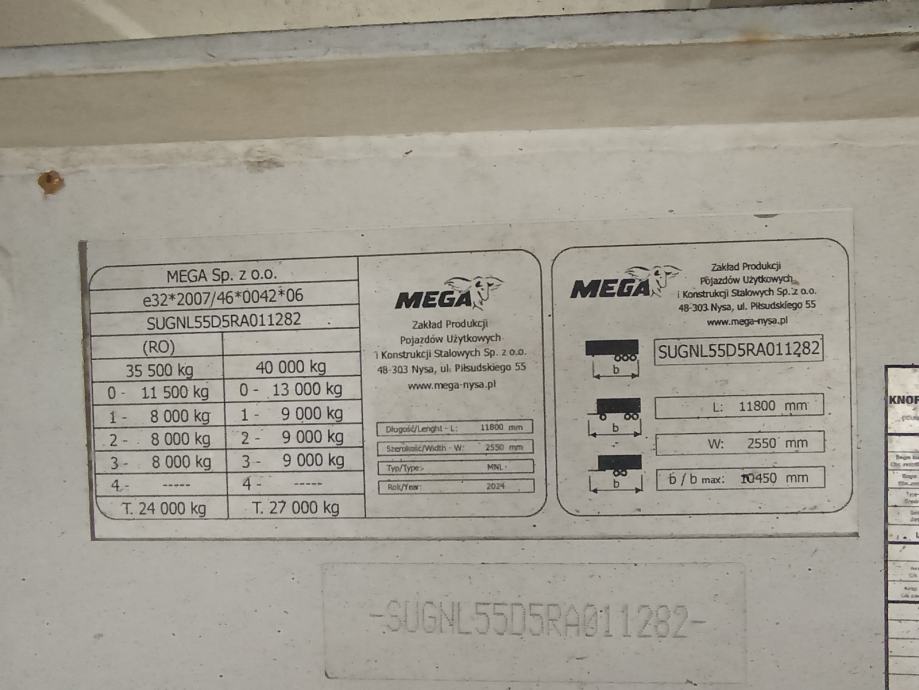 MEGA Sp. z o.o.
e32*2007/46*0042*06
SUGNL55D5RA011282
(RO)
35 500 kg 40 000 kg
0 - 11 500 kg 0 - 13 000 kg
1 - 8 000 kg 1 - 9 000 kg
2 - 8 000 kg 2 - 9 000 kg
3 - 8 000 kg 3 - 9 000 kg
4 - ----- 4 - -----
T. 24 000 kg T. 27 000 kg
MEGA
Zakład Produkcji
Pojazdów Użytkowych
i Konstrukcji Stalowych Sp. z o.o.
48-303 Nysa, ul. Piłsudskiego 55
www.mega-nysa.pl
Długość/Lenght - L: 11800 mm
Szerokość/Width - W: 2550 mm
Typ/Type: MNL
Rok/Year: 2024
MEGA
Zakład Produkcji
Pojazdów Użytkowych
i Konstrukcji Stalowych Sp. z o.o.
48-303 Nysa, ul. Piłsudskiego 55
www.mega-nysa.pl
SUGNL55D5RA011282
b
L: 11800 mm
b
W: 2550 mm
b / b max: 10450 mm
b
-SUGNL55D5RA011282-